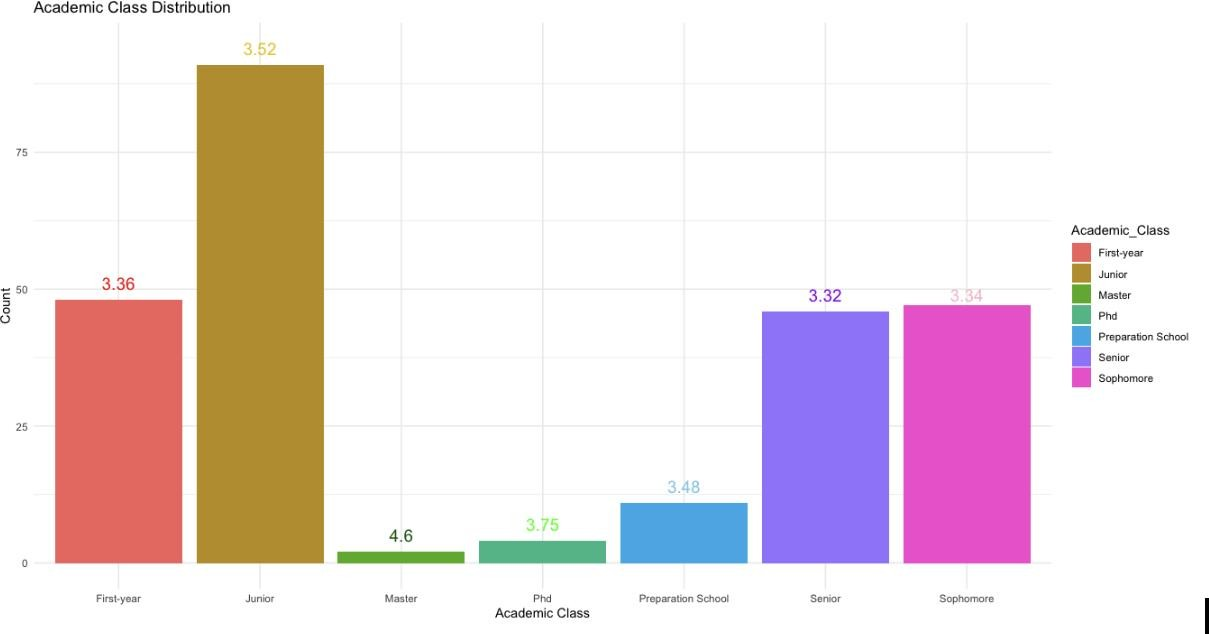 Academic Class Distribution
3.52
75
3.36
50
3.34
3.32
Count
25
3.48
3.75
4.6
0
First-year
Junior
Master
Phd
Preparation School
Senior
Sophomore
Academic Class
Academic_Class
First-year
Junior
Master
Phd
Preparation School
Senior
Sophomore